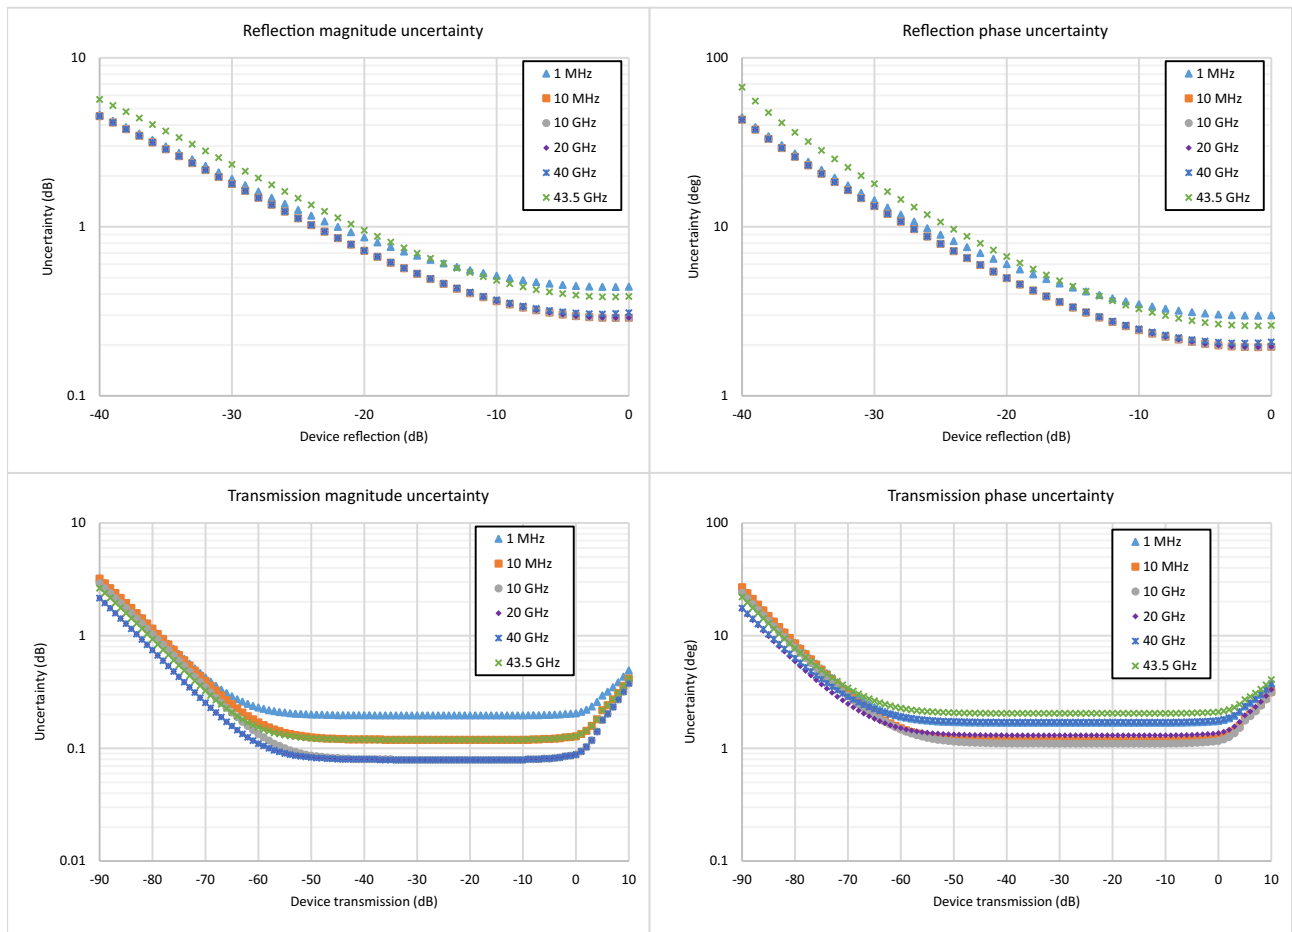 Reflection magnitude uncertainty
10
1
0.1
Uncertainty (dB)
-40 -30 -20 -10 0
Device reflection (dB)
1 MHz
10 MHz
10 GHz
20 GHz
40 GHz
43.5 GHz
Reflection phase uncertainty
100
10
1
Uncertainty (deg)
-40 -30 -20 -10 0
Device reflection (dB)
1 MHz
10 MHz
10 GHz
20 GHz
40 GHz
43.5 GHz
Transmission magnitude uncertainty
10
1
0.1
0.01
Uncertainty (dB)
-90 -80 -70 -60 -50 -40 -30 -20 -10 0 10
Device transmission (dB)
1 MHz
10 MHz
10 GHz
20 GHz
40 GHz
43.5 GHz
Transmission phase uncertainty
100
10
1
0.1
Uncertainty (deg)
-90 -80 -70 -60 -50 -40 -30 -20 -10 0 10
Device transmission (dB)
1 MHz
10 MHz
10 GHz
20 GHz
40 GHz
43.5 GHz